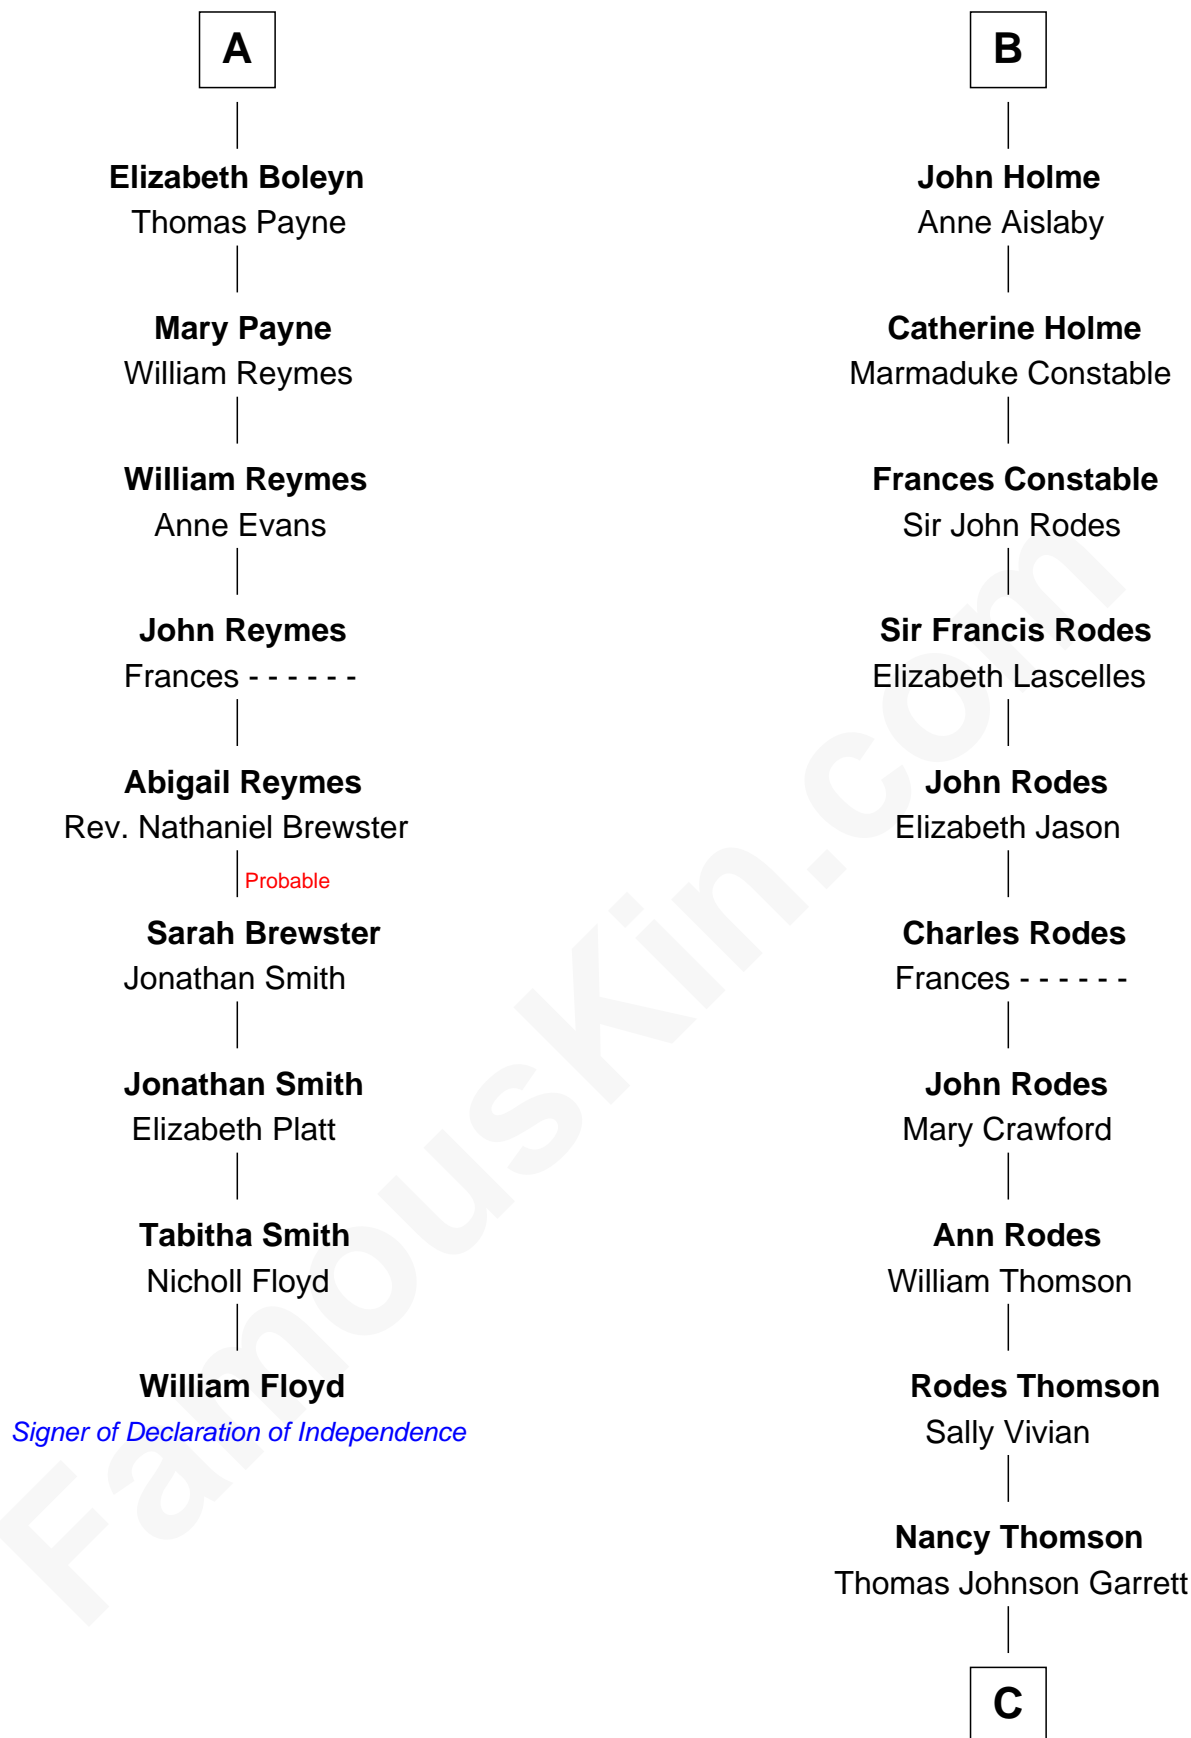 A
Elizabeth Boleyn
Thomas Payne
Mary Payne
William Reymes
William Reymes
Anne Evans
John Reymes
Frances - - - - - -
Abigail Reymes
Rev. Nathaniel Brewster
Probable
Sarah Brewster
Jonathan Smith
Jonathan Smith
Elizabeth Platt
Tabitha Smith
Nicholl Floyd
William Floyd
Signer of Declaration of Independence
B
John Holme
Anne Aislaby
Catherine Holme
Marmaduke Constable
Frances Constable
Sir John Rodes
Sir Francis Rodes
Elizabeth Lascelles
John Rodes
Elizabeth Jason
Charles Rodes
Frances - - - - - -
John Rodes
Mary Crawford
Ann Rodes
William Thomson
Rodes Thomson
Sally Vivian
Nancy Thomson
Thomas Johnson Garrett
C
FamousKin.com